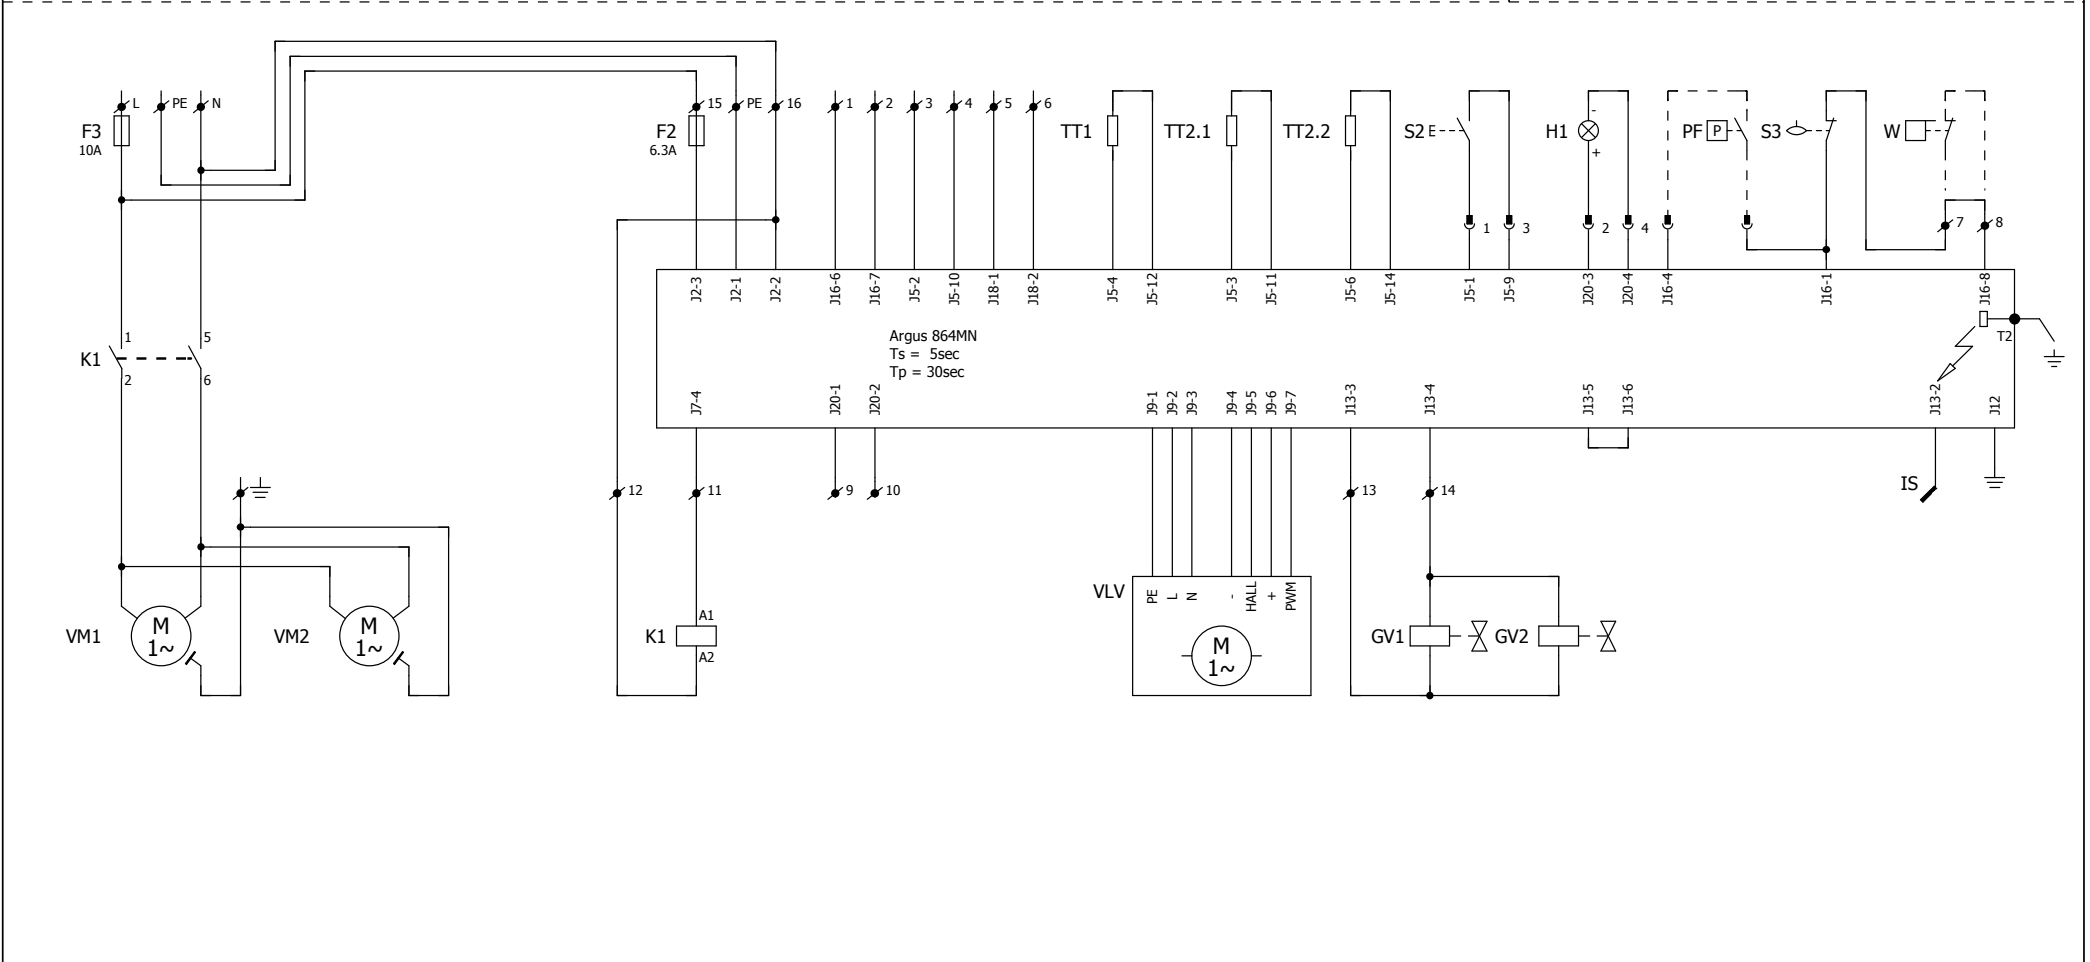 L PE N
15 PE 16 1 2 3 4 5 6
F3
10A
F2
6.3A
TT1 TT2.1 TT2.2 S2 E H1 - + PF P S3 W
1 3 2 4 7 8
J2-3 J2-1 J2-2 J16-6 J16-7 J5-2 J5-10 J18-1 J18-2 J5-4 J5-12 J5-3 J5-11 J5-6 J5-14 J5-1 J5-9 J20-3 J20-4 J16-4 J16-1 J16-8
Argus 864MN
Ts = 5sec
Tp = 30sec
T2
K1 1 2 5 6
J7-4 J20-1 J20-2 J9-1 J9-2 J9-3 J9-4 J9-5 J9-6 J9-7 J13-3 J13-4 J13-5 J13-6 J13-2 J12
12 11 9 10 13 14 IS
VLV PE L N - HALL + PWM
VM1 M
1~
VM2 M
1~
K1 A1
A2
M
1~
GV1 GV2